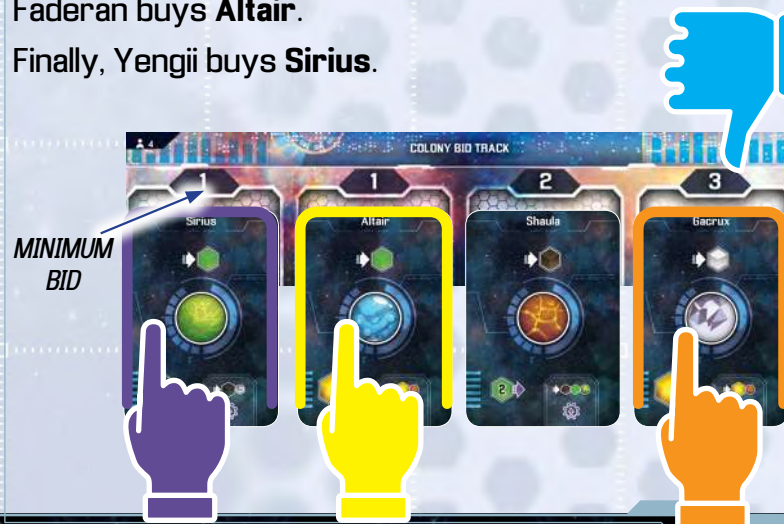 Faderan buys Altair.
Finally, Yengii buys Sirius.
4
COLONY BID TRACK
1
1
2
3
MINIMUM
BID
Sirius
Altair
Shaula
Gacrux
2